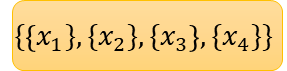 {{x₁}, {x₂}, {x₃}, {x₄}}